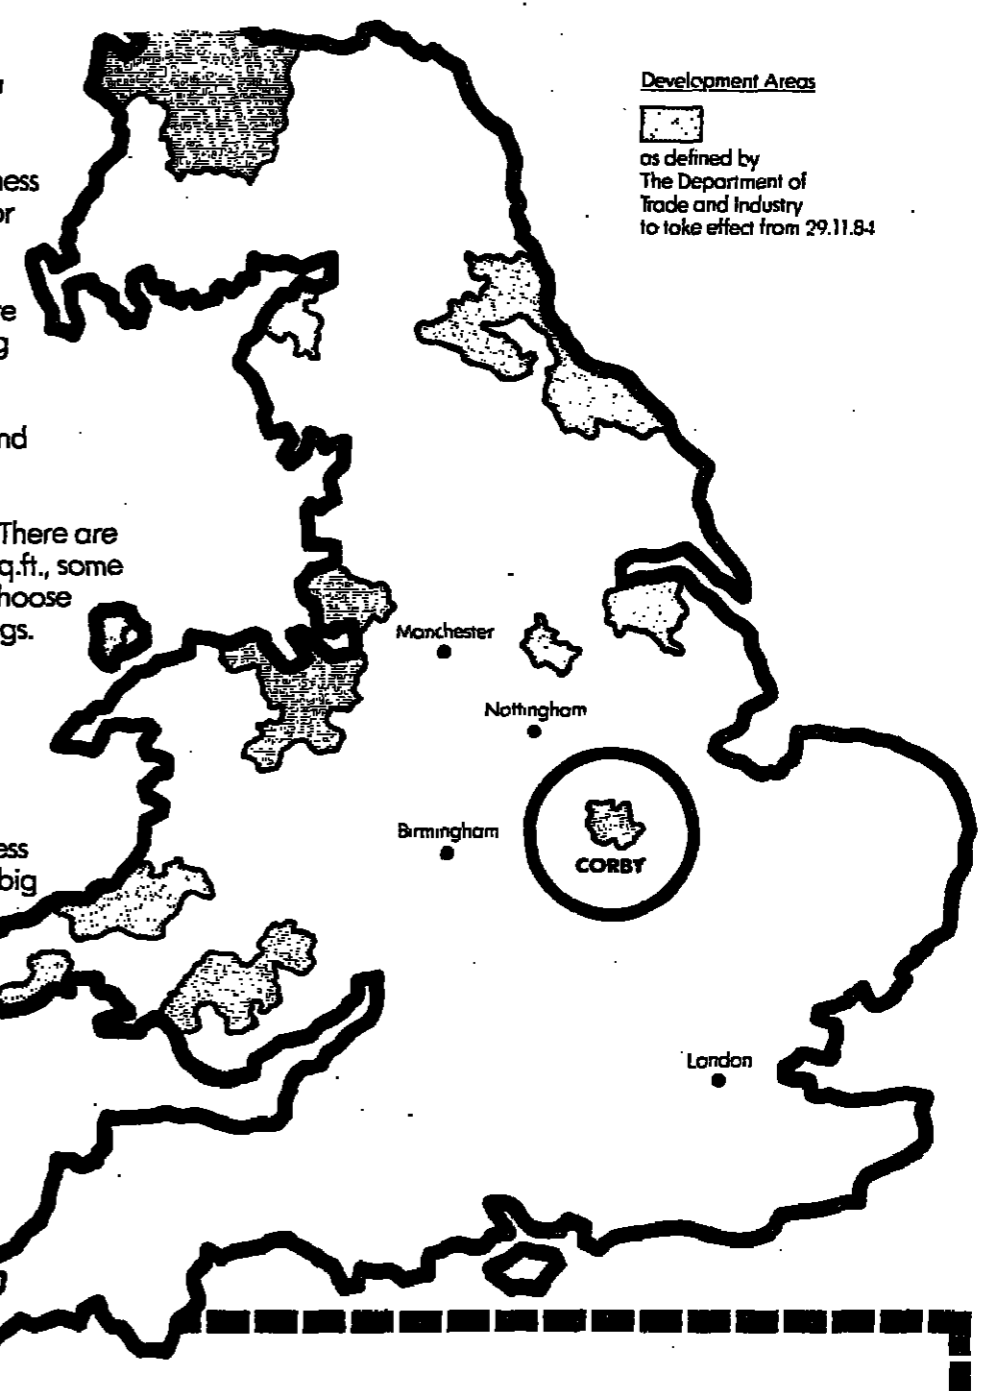 Development Areas
as defined by
The Department of
Trade and Industry
to take effect from 29.11.84
ness
or
re
g
nd
There are
q.ft., some
hoose
gs.
ess
big
Manchester
Nottingham
Birmingham
CORBY
London